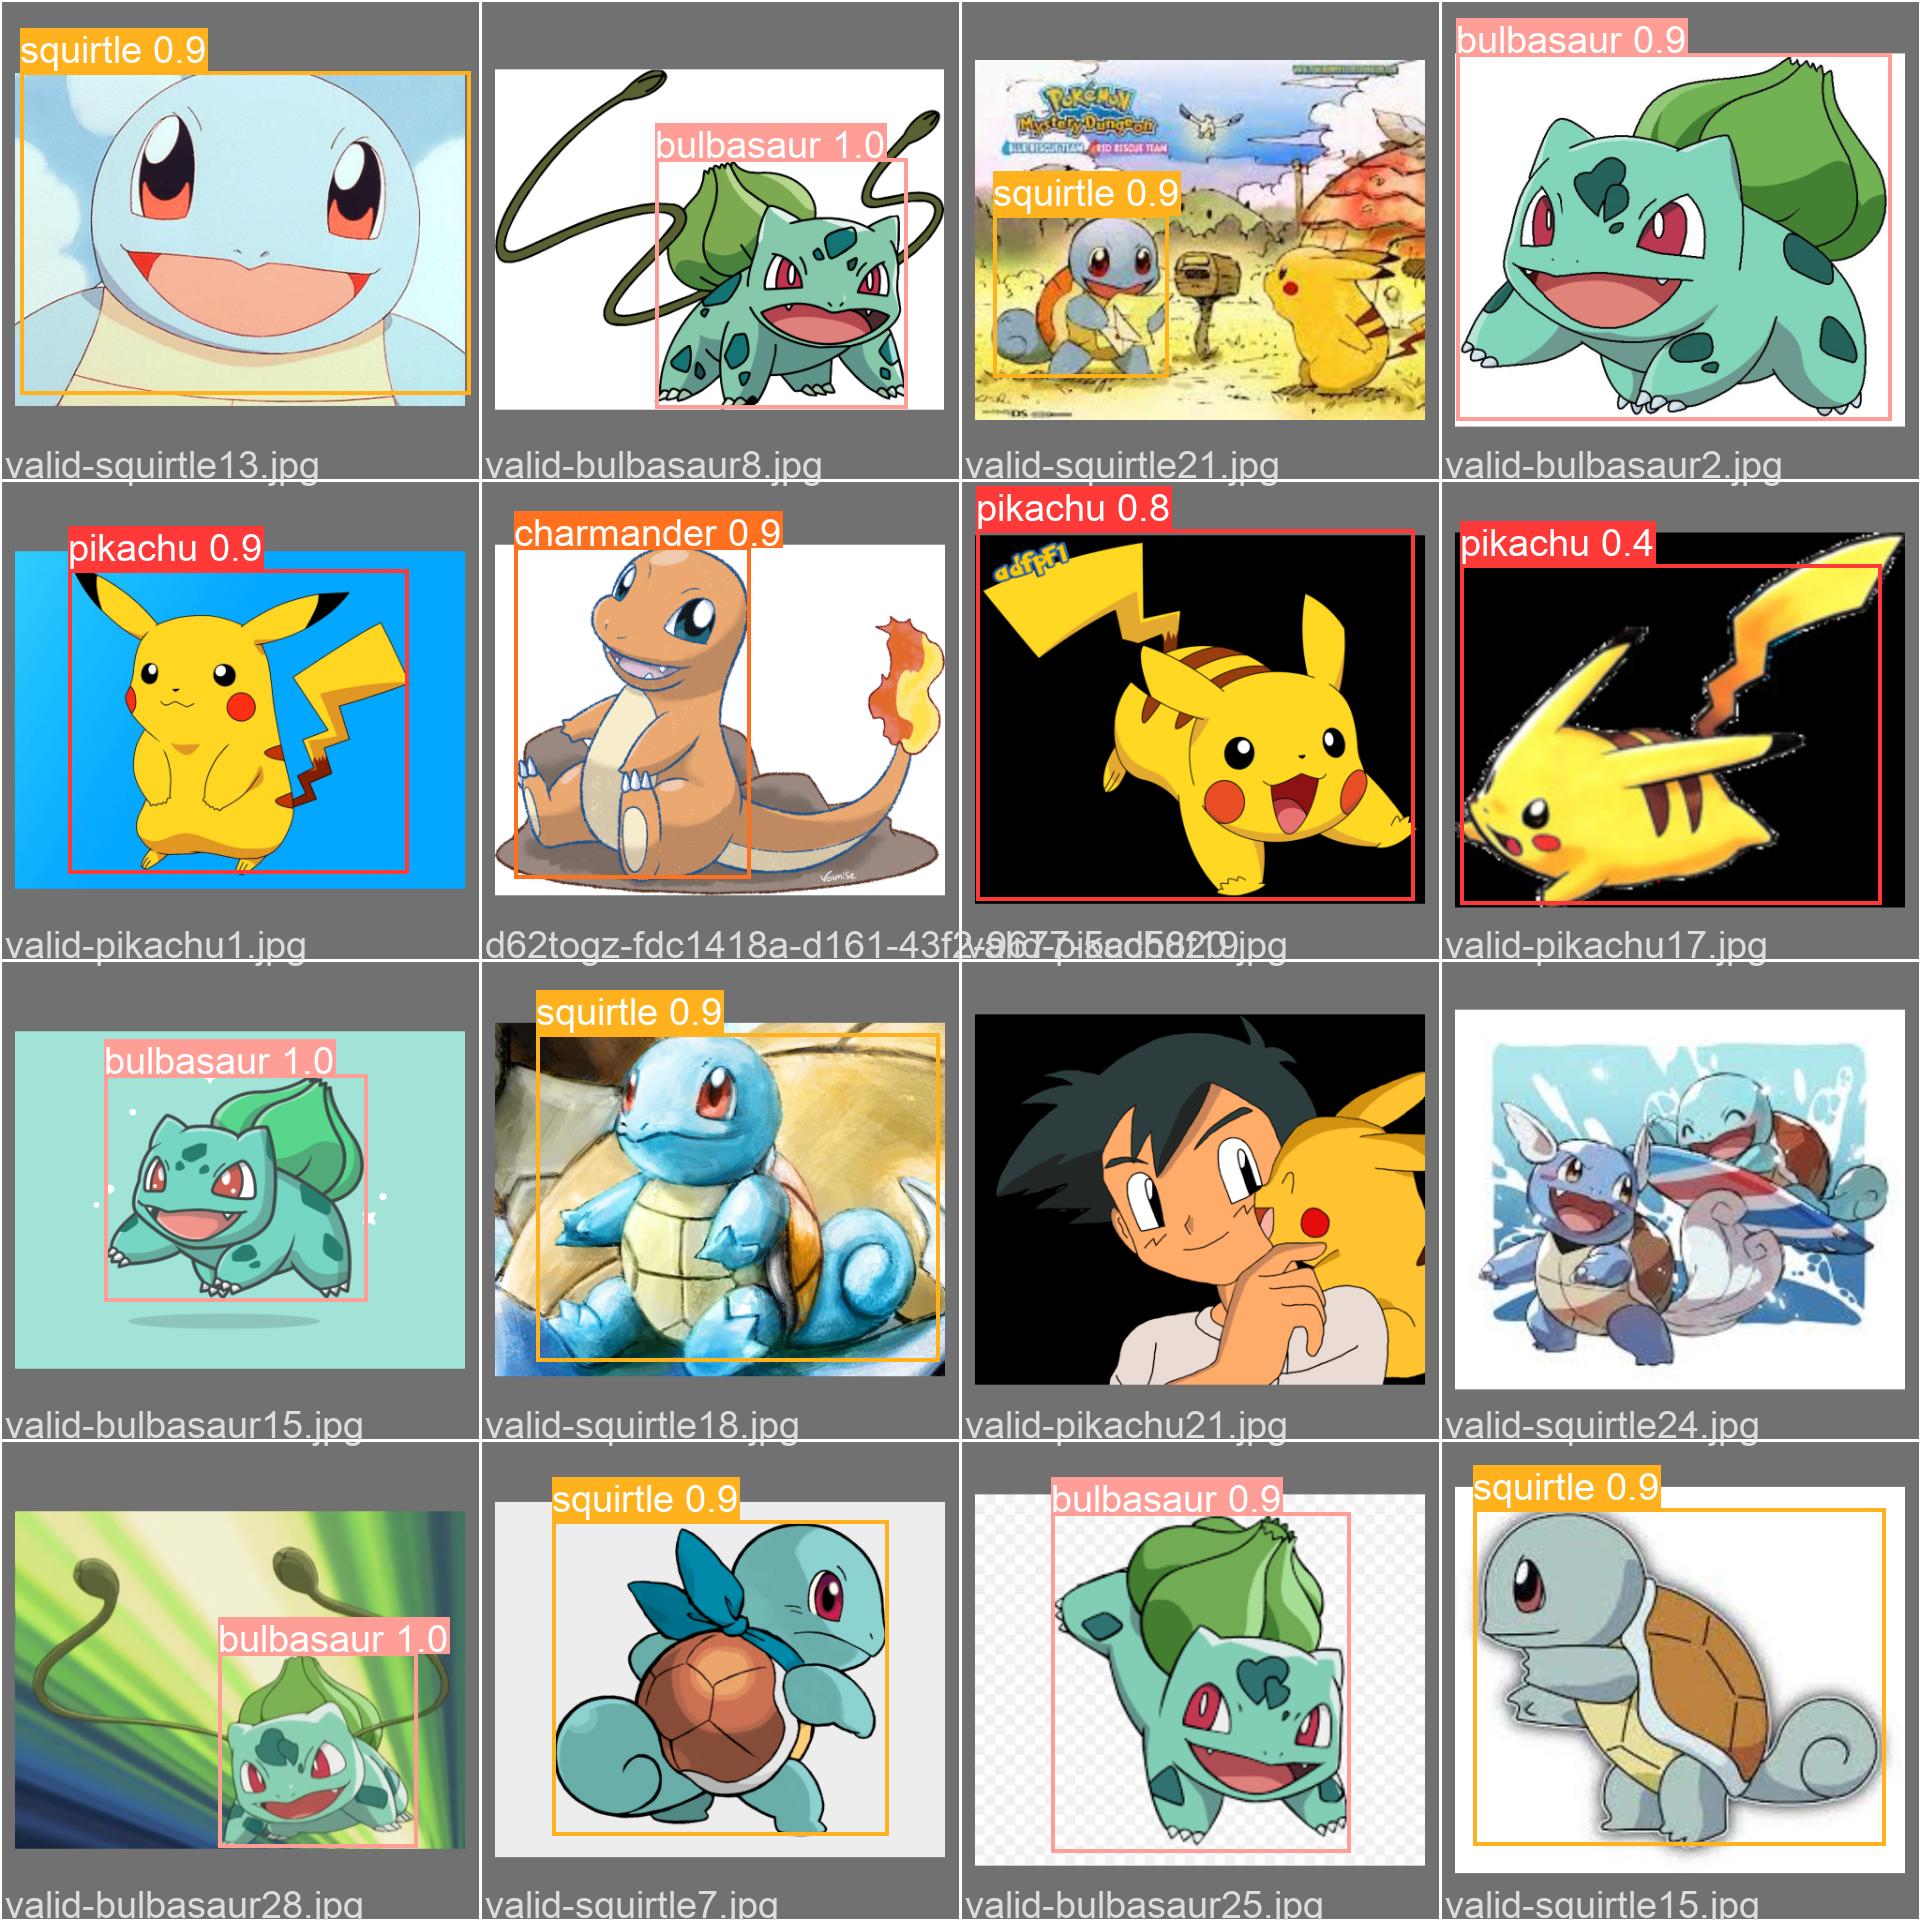 squirtle 0.9
bulbasaur 1.0
squirtle 0.9
bulbasaur 0.9
POKéMON
Mystery Dungeon
BLUE RESCUE TEAM RED RESCUE TEAM
DS
valid-squirtle13.jpg
valid-bulbasaur8.jpg
valid-squirtle21.jpg
valid-bulbasaur2.jpg
pikachu 0.9
charmander 0.9
pikachu 0.8
pikachu 0.4
adfpF1
Voimise
valid-pikachu1.jpg
d62togz-fdc1418a-d161-43f2
valid-pikachu17.jpg
bulbasaur 1.0
squirtle 0.9
valid-bulbasaur15.jpg
valid-squirtle18.jpg
valid-pikachu21.jpg
valid-squirtle24.jpg
bulbasaur 1.0
squirtle 0.9
bulbasaur 0.9
squirtle 0.9
valid-bulbasaur28.jpg
valid-squirtle7.jpg
valid-bulbasaur25.jpg
valid-squirtle15.jpg